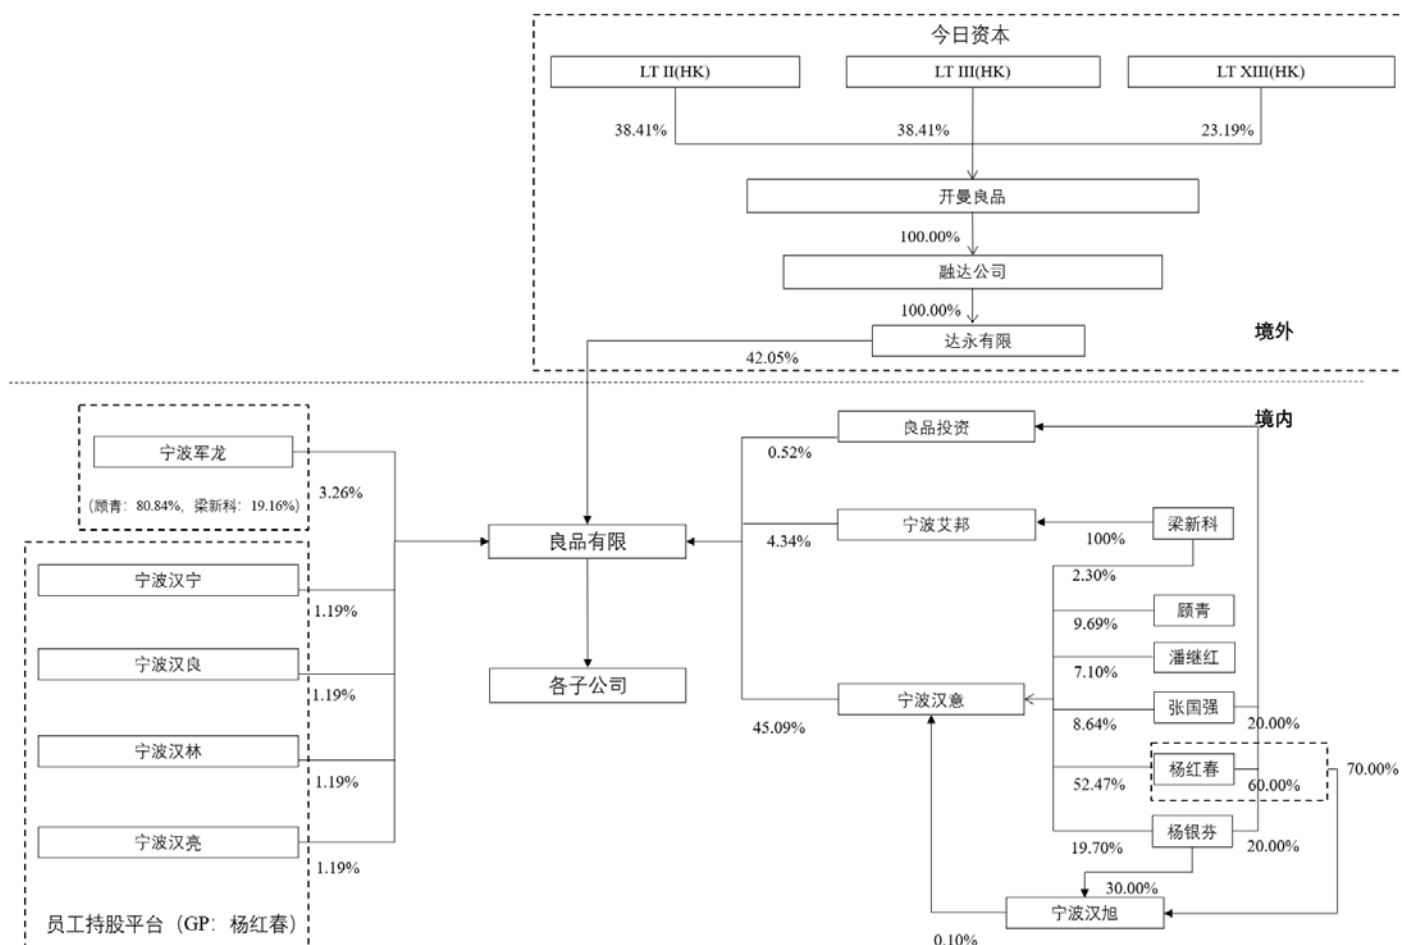 今日资本
LT II(HK)
LT III(HK)
LT XIII(HK)
38.41%
38.41%
23.19%
开曼良品
100.00%
融达公司
100.00%
境外
达永有限
42.05%
境内
宁波军龙
(顾青：80.84%，梁新科：19.16%)
3.26%
良品投资
0.52%
宁波艾邦
4.34%
梁新科
100%
2.30%
良品有限
宁波汉宁
1.19%
顾青
9.69%
宁波汉良
1.19%
潘继红
7.10%
各子公司
宁波汉意
45.09%
张国强
8.64%
20.00%
宁波汉林
1.19%
杨红春
52.47%
60.00%
70.00%
宁波汉亮
1.19%
杨银芬
19.70%
20.00%
30.00%
宁波汉旭
0.10%
员工持股平台（GP：杨红春）